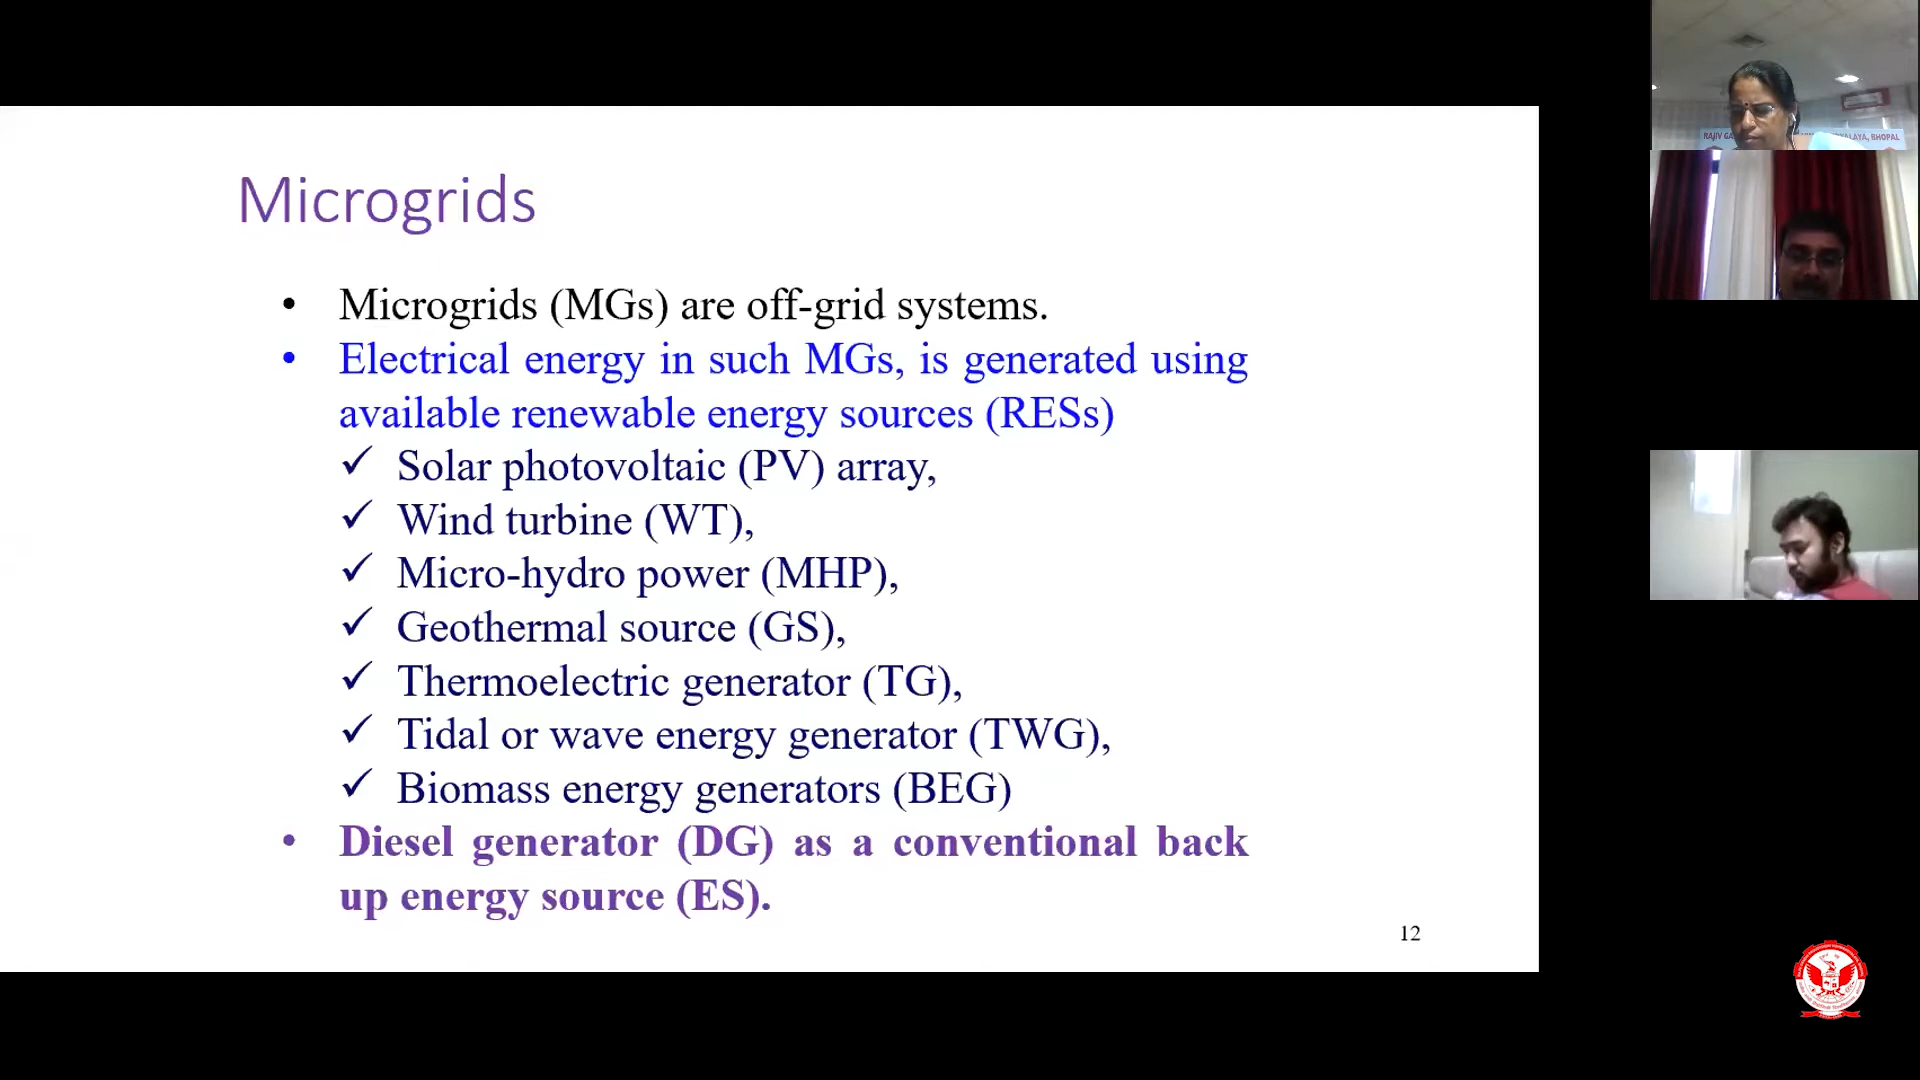 Microgrids
• Microgrids (MGs) are off-grid systems.
• Electrical energy in such MGs, is generated using
available renewable energy sources (RESs)
✓ Solar photovoltaic (PV) array,
✓ Wind turbine (WT),
✓ Micro-hydro power (MHP),
✓ Geothermal source (GS),
✓ Thermoelectric generator (TG),
✓ Tidal or wave energy generator (TWG),
✓ Biomass energy generators (BEG)
• Diesel generator (DG) as a conventional back
up energy source (ES).
12
RAJIV
BHOPAL